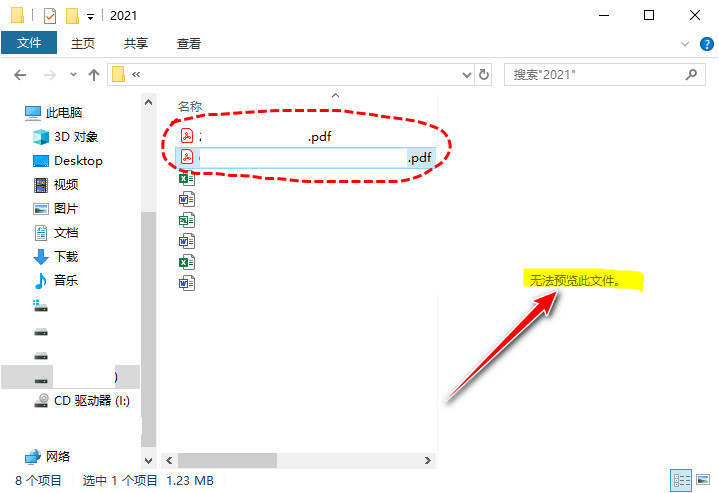 2021
文件 主页 共享 查看
搜索"2021"
名称
此电脑
3D 对象
Desktop
视频
图片
文档
下载
音乐
)
CD 驱动器 (I:)
网络
.pdf
.pdf
无法预览此文件。
8 个项目 选中 1 个项目 1.23 MB